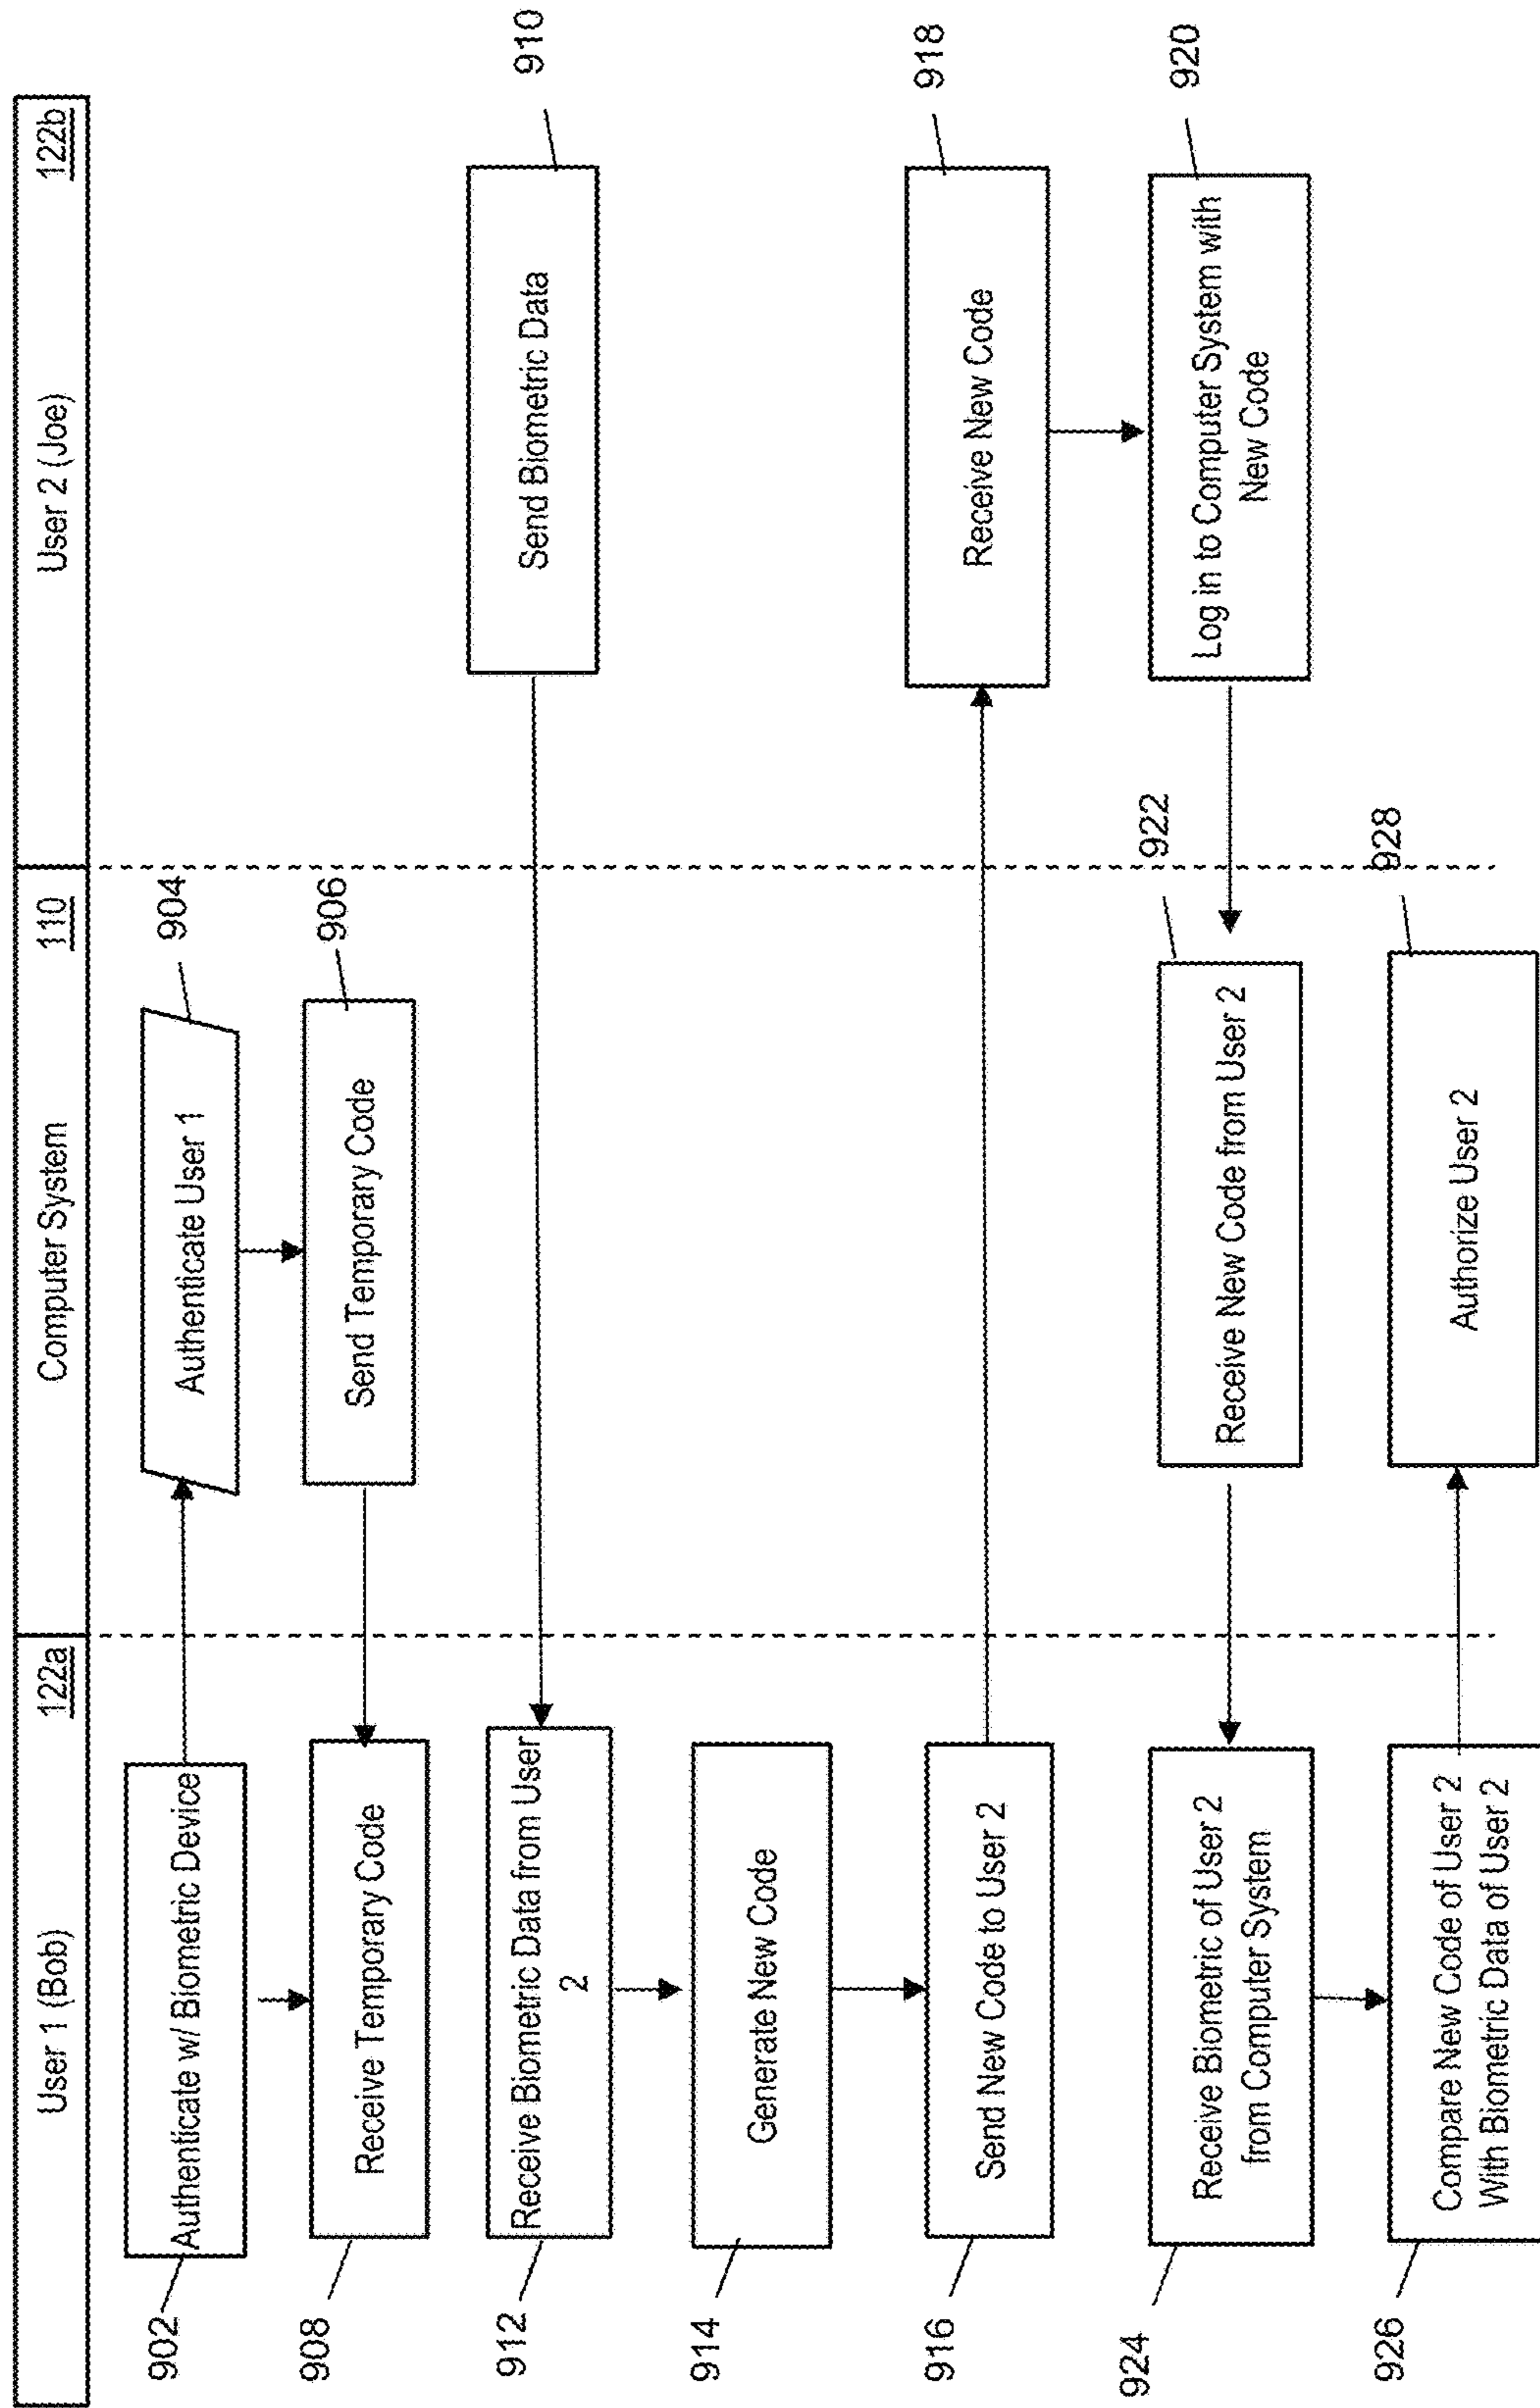 User 1 (Bob) 122a
Computer System 110
User 2 (Joe) 122b
902
Authenticate w/ Biometric Device
Authenticate User 1
904
Send Temporary Code
906
908
Receive Temporary Code
Send Biometric Data
910
912
Receive Biometric Data from User
2
914
Generate New Code
916
Send New Code to User 2
Receive New Code
918
Log in to Computer System with
New Code
920
Receive New Code from User 2
922
924
Receive Biometric of User 2
from Computer System
926
Compare New Code of User 2
With Biometric Data of User 2
Authorize User 2
928